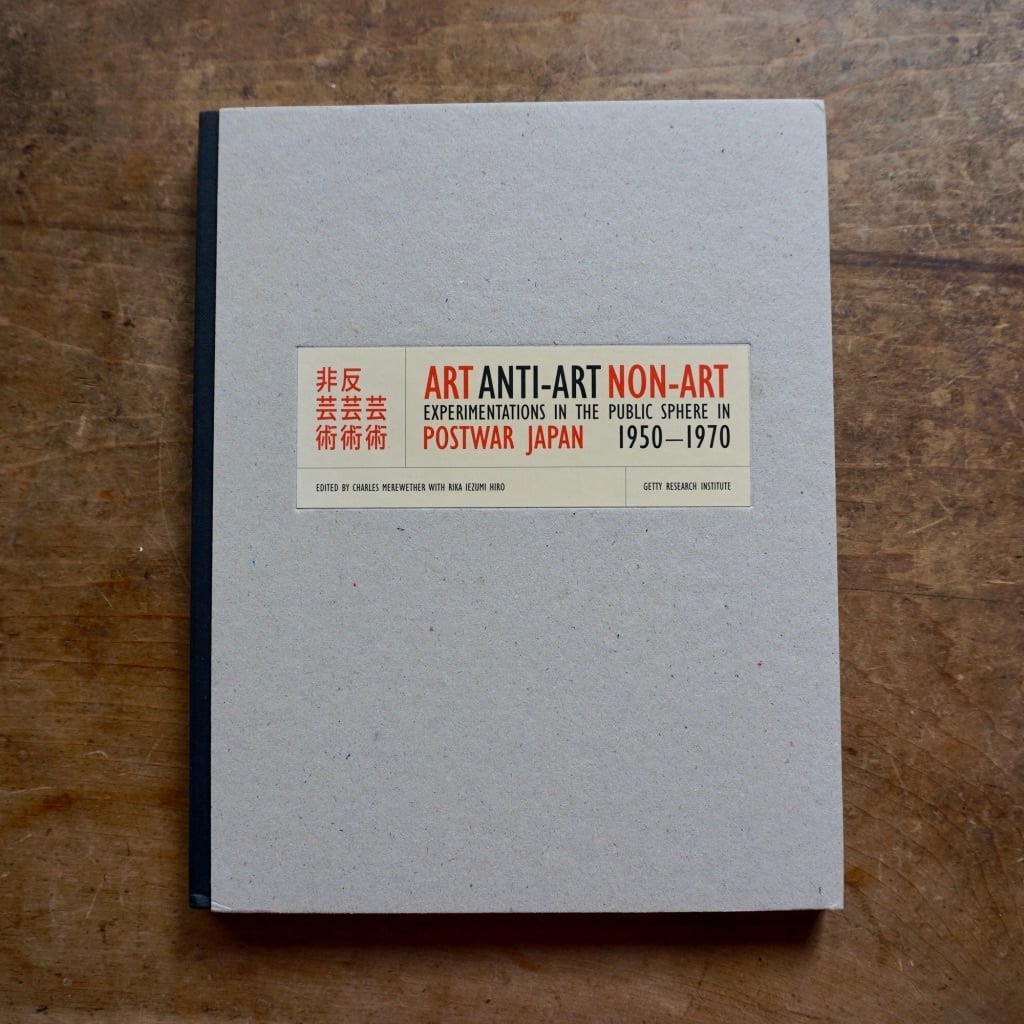 非反
芸芸芸
術術術
ART ANTI-ART NON-ART
EXPERIMENTATIONS IN THE PUBLIC SPHERE IN
POSTWAR JAPAN 1950—1970
EDITED BY CHARLES MEREWETHER WITH RIKA IEZUMI HIRO
GETTY RESEARCH INSTITUTE